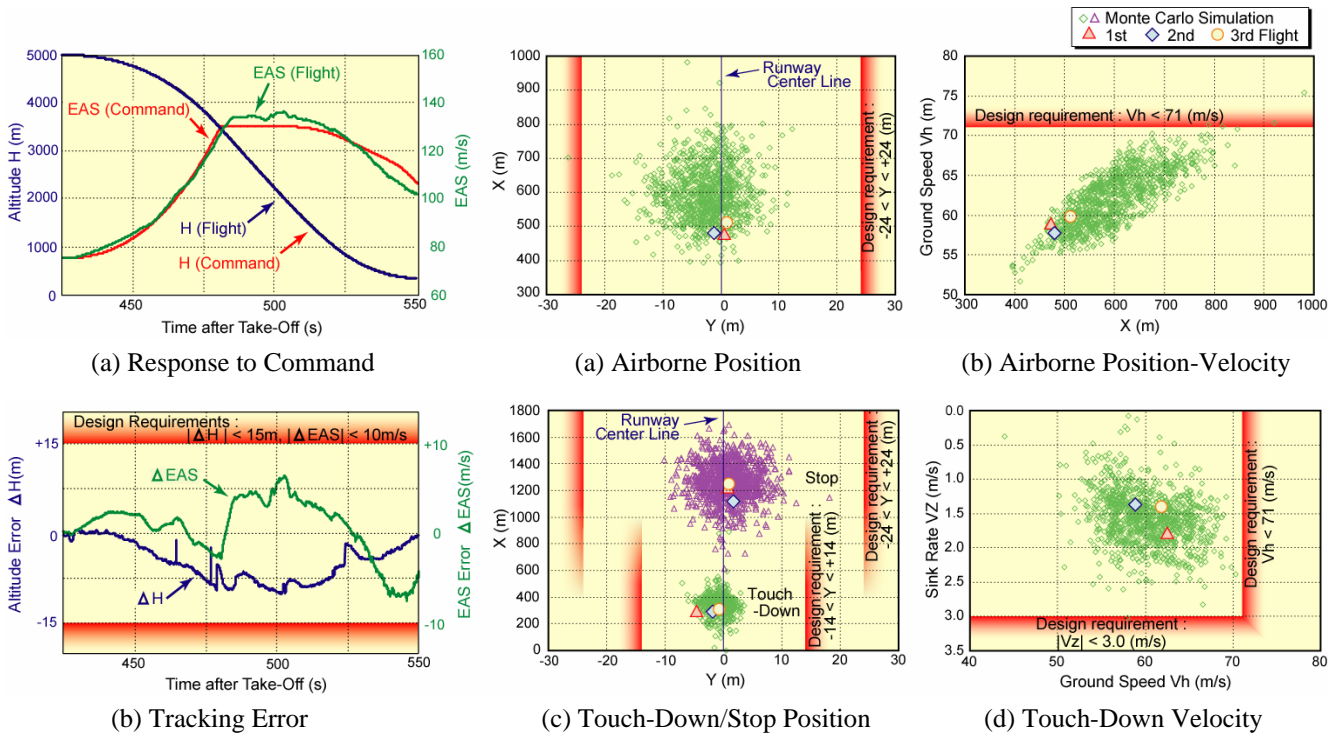 Monte Carlo Simulation
1st 2nd 3rd Flight
5000
4000
3000
2000
1000
0
Altitude H (m)
160
140
120
100
80
60
EAS (m/s)
EAS (Flight)
EAS (Command)
H (Flight)
H (Command)
450 500 550
Time after Take-Off (s)
(a) Response to Command
1000
900
800
700
600
500
400
300
X (m)
Runway
Center Line
Design requirement :
-24 < Y < +24 (m)
-30 -20 -10 0 10 20 30
Y (m)
(a) Airborne Position
80
75
70
65
60
55
50
Ground Speed Vh (m)
Design requirement : Vh < 71 (m/s)
300 400 500 600 700 800 900 1000
X (m)
(b) Airborne Position-Velocity
Design Requirements :
|ΔH| < 15m, |ΔEAS| < 10m/s
+15
0
-15
Altitude Error ΔH(m)
+10
0
-10
EAS Error ΔEAS(m/s)
ΔEAS
ΔH
450 500 550
Time after Take-Off (s)
(b) Tracking Error
1800
1600
1400
1200
1000
800
600
400
200
0
X (m)
Runway
Center Line
Stop
Touch
-Down
Design requirement :
-14 < Y < +14 (m)
Design requirement :
-24 < Y < +24 (m)
-30 -20 -10 0 10 20 30
Y (m)
(c) Touch-Down/Stop Position
0.0
0.5
1.0
1.5
2.0
2.5
3.0
3.5
Sink Rate VZ (m/s)
Design requirement :
Vh < 71 (m/s)
Design requirement :
|Vz| < 3.0 (m/s)
40 50 60 70 80
Ground Speed Vh (m/s)
(d) Touch-Down Velocity